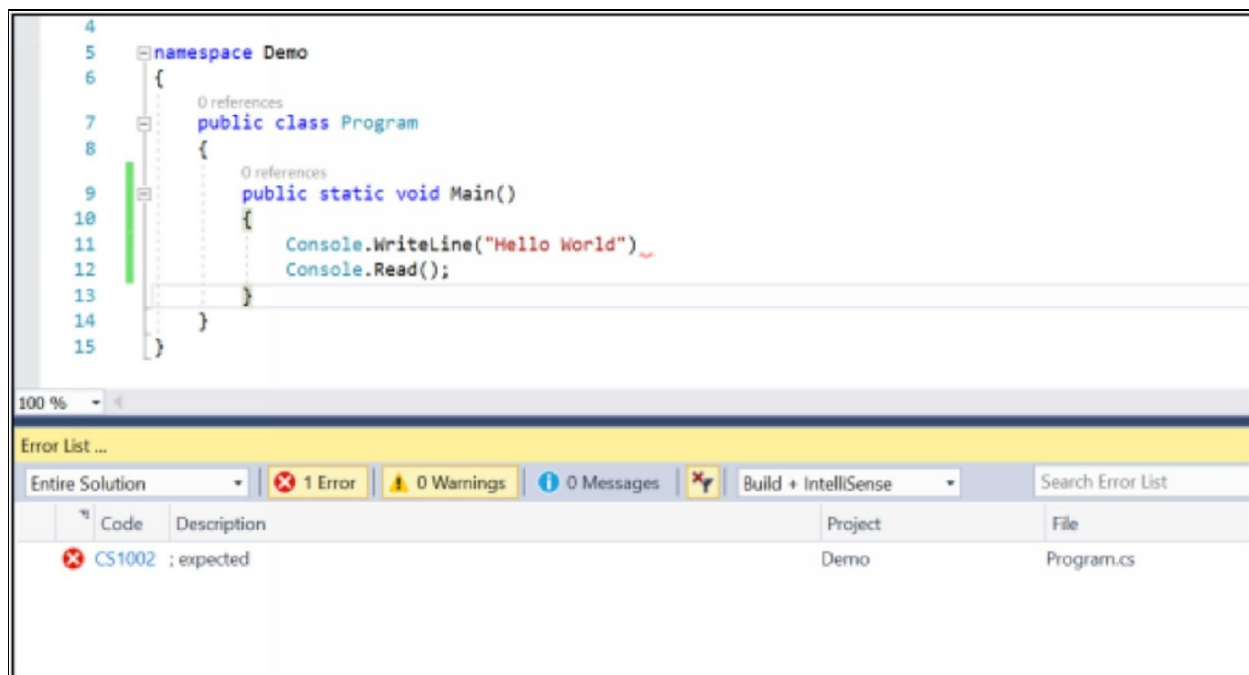 4
5 namespace Demo
6 {
0 references
7 public class Program
8 {
0 references
9 public static void Main()
10 {
11 Console.WriteLine("Hello World")
12 Console.Read();
13 }
14 }
15 }
100 %
Error List ...
Entire Solution 1 Error 0 Warnings 0 Messages Build + IntelliSense Search Error List
Code Description Project File
CS1002 ; expected Demo Program.cs